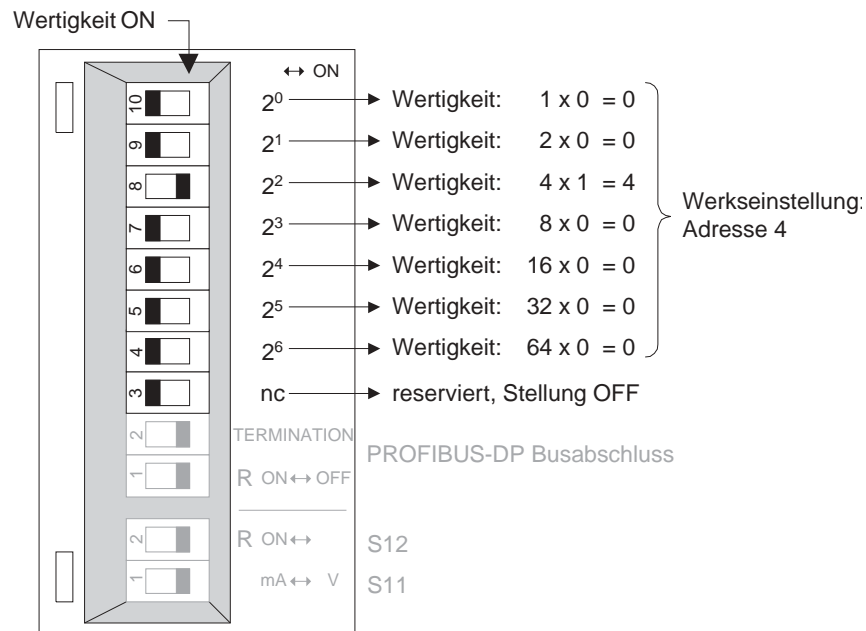 Wertigkeit ON
↔ ON
10 2⁰ Wertigkeit: 1 x 0 = 0
9 2¹ Wertigkeit: 2 x 0 = 0
8 2² Wertigkeit: 4 x 1 = 4
7 2³ Wertigkeit: 8 x 0 = 0
6 2⁴ Wertigkeit: 16 x 0 = 0
5 2⁵ Wertigkeit: 32 x 0 = 0
4 2⁶ Wertigkeit: 64 x 0 = 0
Werkseinstellung:
Adresse 4
3 nc reserviert, Stellung OFF
2 TERMINATION
1 R ON ↔ OFF
PROFIBUS-DP Busabschluss
2 R ON ↔ S12
1 mA ↔ V S11